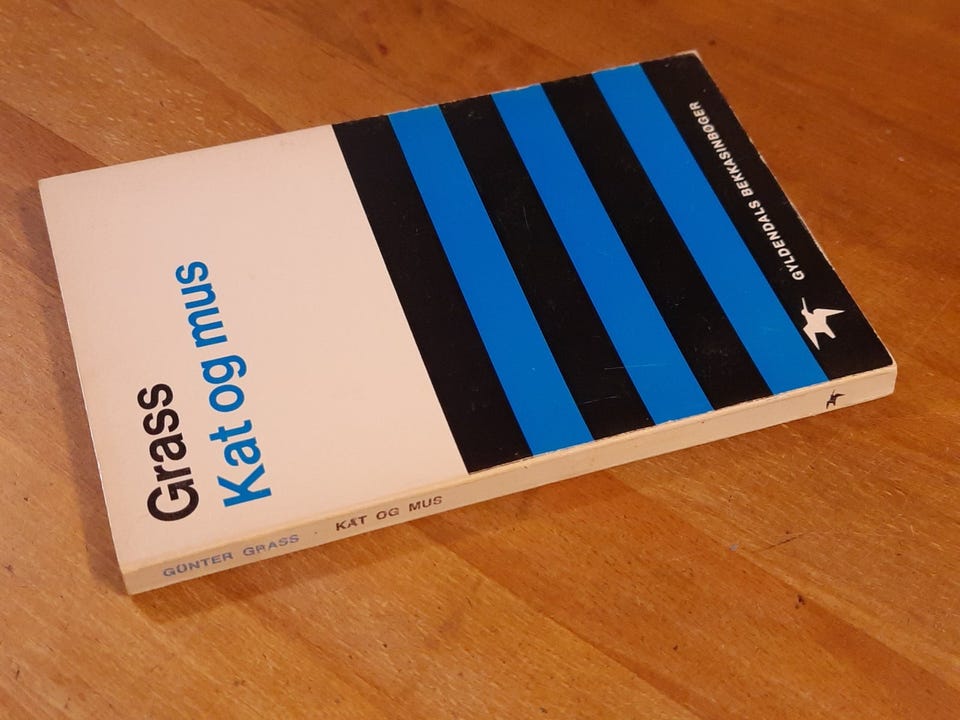 GYLDENDALS BEKKASINBØGER
Grass
Kat og mus
GÜNTER GRASS · KAT OG MUS